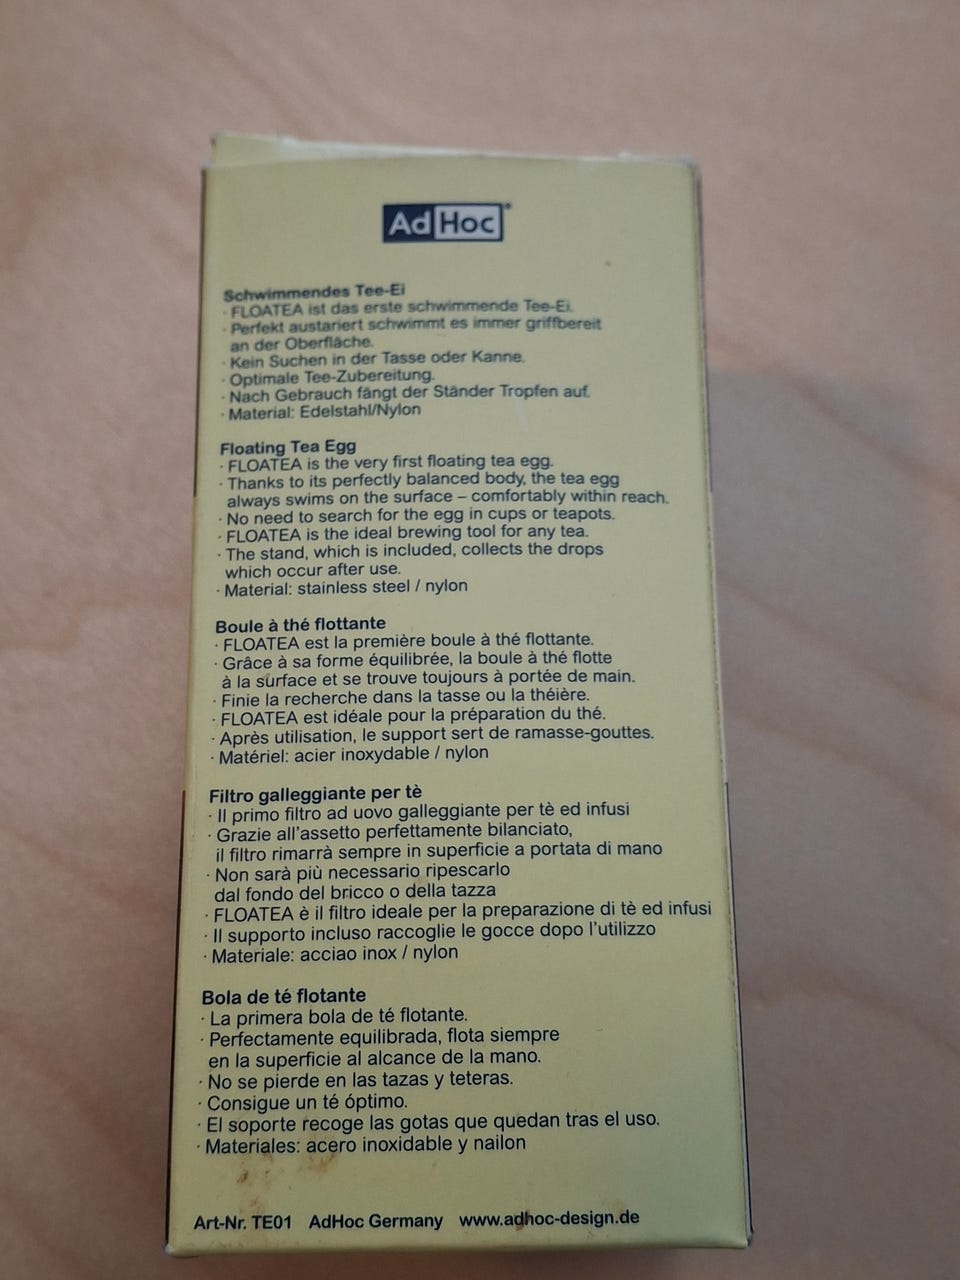 AdHoc®
Schwimmendes Tee-Ei
· FLOATEA ist das erste schwimmende Tee-Ei.
· Perfekt austariert schwimmt es immer griffbereit
an der Oberfläche.
· Kein Suchen in der Tasse oder Kanne.
· Optimale Tee-Zubereitung.
· Nach Gebrauch fängt der Ständer Tropfen auf.
· Material: Edelstahl/Nylon
Floating Tea Egg
· FLOATEA is the very first floating tea egg.
· Thanks to its perfectly balanced body, the tea egg
always swims on the surface – comfortably within reach.
· No need to search for the egg in cups or teapots.
· FLOATEA is the ideal brewing tool for any tea.
· The stand, which is included, collects the drops
which occur after use.
· Material: stainless steel / nylon
Boule à thé flottante
· FLOATEA est la première boule à thé flottante.
· Grâce à sa forme équilibrée, la boule à thé flotte
à la surface et se trouve toujours à portée de main.
· Finie la recherche dans la tasse ou la théière.
· FLOATEA est idéale pour la préparation du thé.
· Après utilisation, le support sert de ramasse-gouttes.
· Matériel: acier inoxydable / nylon
Filtro galleggiante per tè
· Il primo filtro ad uovo galleggiante per tè ed infusi
· Grazie all'assetto perfettamente bilanciato,
il filtro rimarrà sempre in superficie a portata di mano
· Non sarà più necessario ripescarlo
dal fondo del bricco o della tazza
· FLOATEA è il filtro ideale per la preparazione di tè ed infusi
· Il supporto incluso raccoglie le gocce dopo l'utilizzo
· Materiale: acciao inox / nylon
Bola de té flotante
· La primera bola de té flotante.
· Perfectamente equilibrada, flota siempre
en la superficie al alcance de la mano.
· No se pierde en las tazas y teteras.
· Consigue un té óptimo.
· El soporte recoge las gotas que quedan tras el uso.
· Materiales: acero inoxidable y nailon
Art-Nr. TE01 AdHoc Germany www.adhoc-design.de